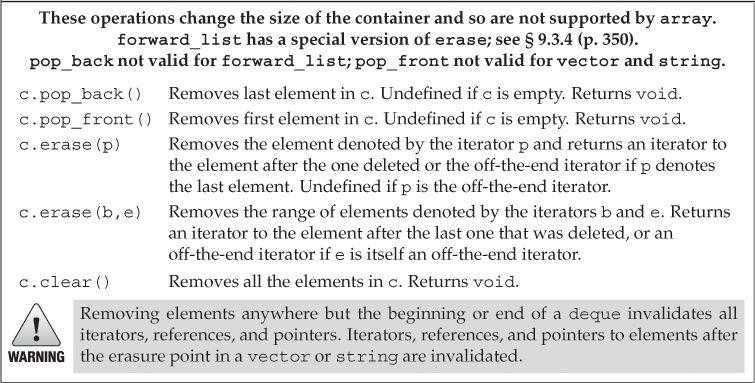 These operations change the size of the container and so are not supported by array.
forward_list has a special version of erase; see § 9.3.4 (p. 350).
pop_back not valid for forward_list; pop_front not valid for vector and string.
c.pop_back() Removes last element in c. Undefined if c is empty. Returns void.
c.pop_front() Removes first element in c. Undefined if c is empty. Returns void.
c.erase(p) Removes the element denoted by the iterator p and returns an iterator to
the element after the one deleted or the off-the-end iterator if p denotes
the last element. Undefined if p is the off-the-end iterator.
c.erase(b,e) Removes the range of elements denoted by the iterators b and e. Returns
an iterator to the element after the last one that was deleted, or an
off-the-end iterator if e is itself an off-the-end iterator.
c.clear() Removes all the elements in c. Returns void.
Removing elements anywhere but the beginning or end of a deque invalidates all
iterators, references, and pointers. Iterators, references, and pointers to elements after
the erasure point in a vector or string are invalidated.
!
WARNING